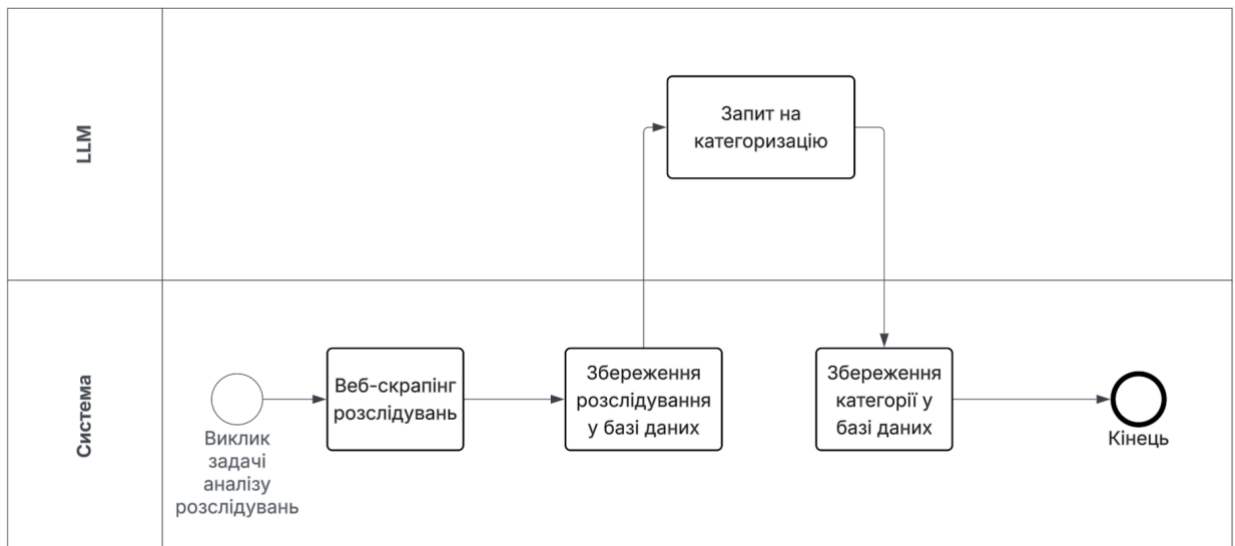 LLM
Запит на
категоризацію
Система
Виклик
задачі
аналізу
розслідувань
Веб-скрапінг
розслідувань
Збереження
розслідування
у базі даних
Збереження
категорії у
базі даних
Кінець